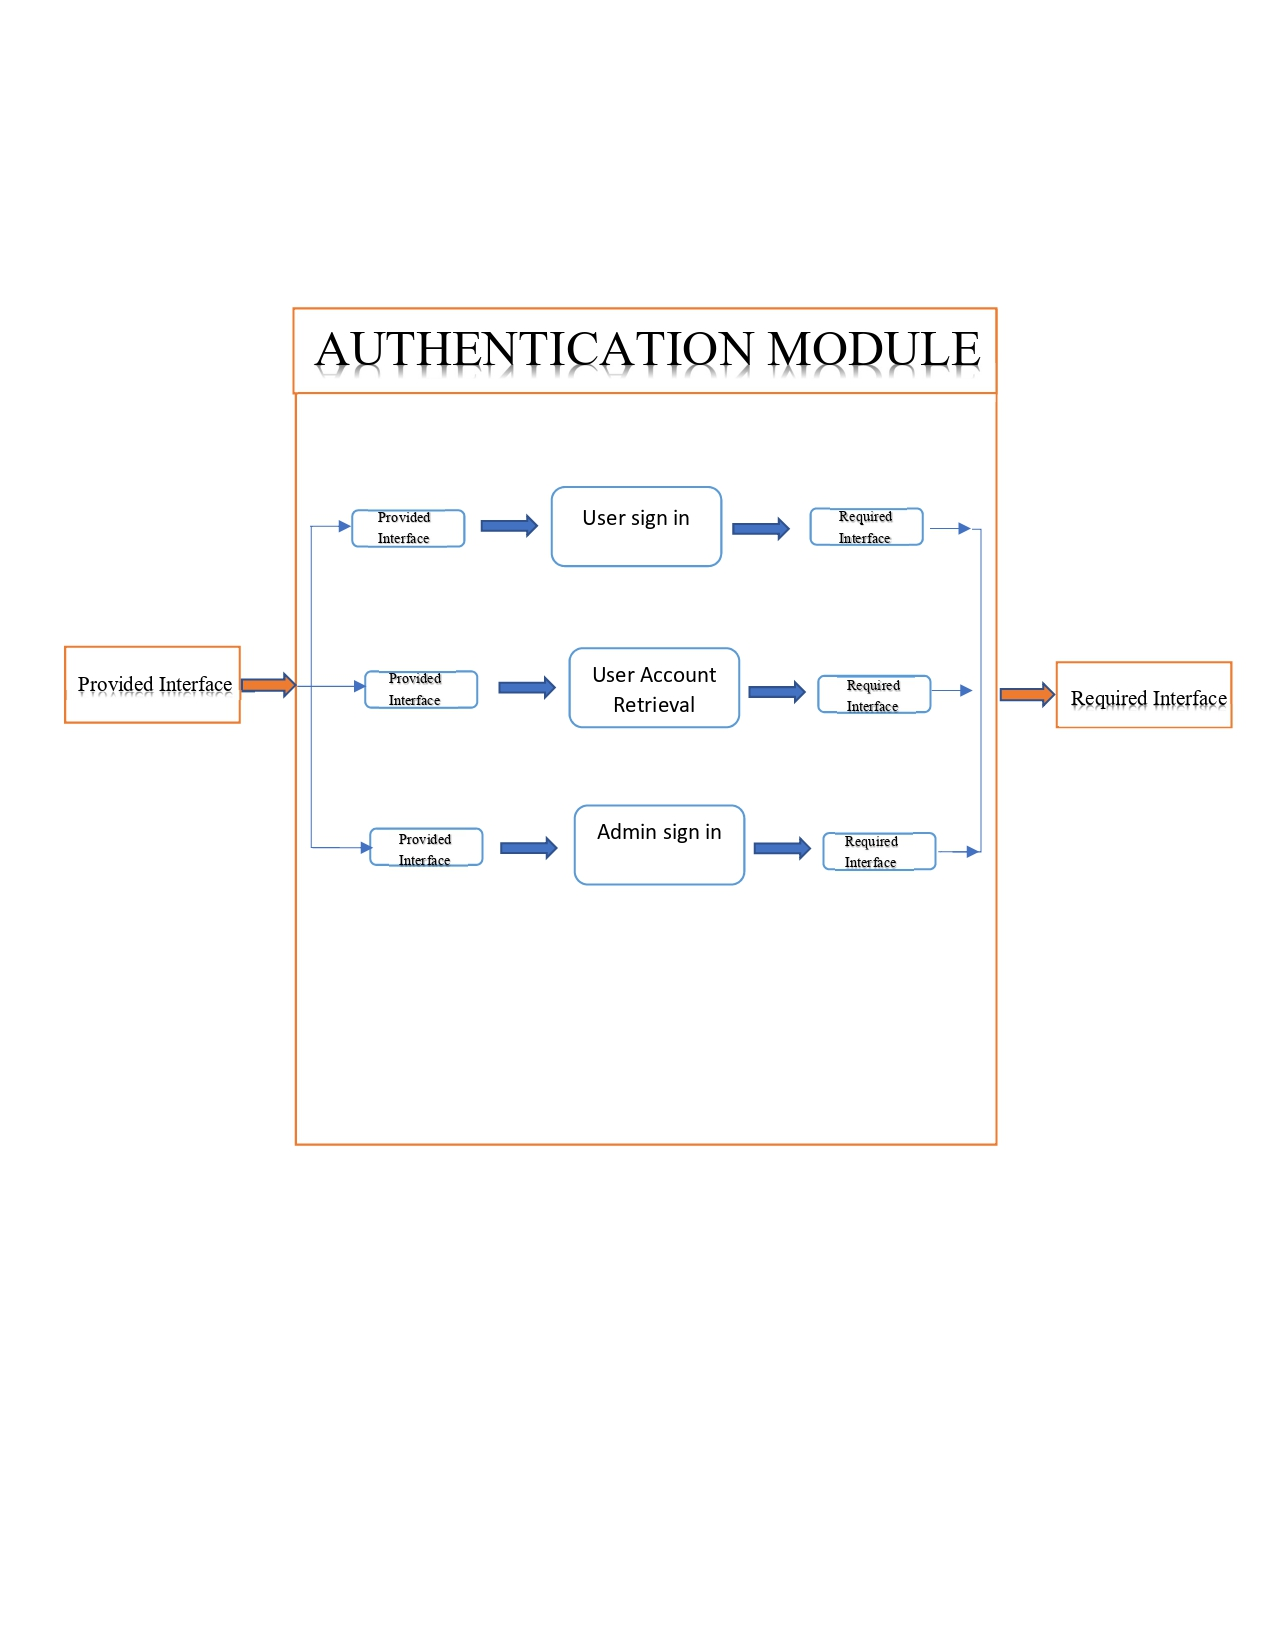 AUTHENTICATION MODULE
Provided
Interface
User sign in
Required
Interface
Provided Interface
Provided
Interface
User Account
Retrieval
Required
Interface
Required Interface
Provided
Interface
Admin sign in
Required
Interface